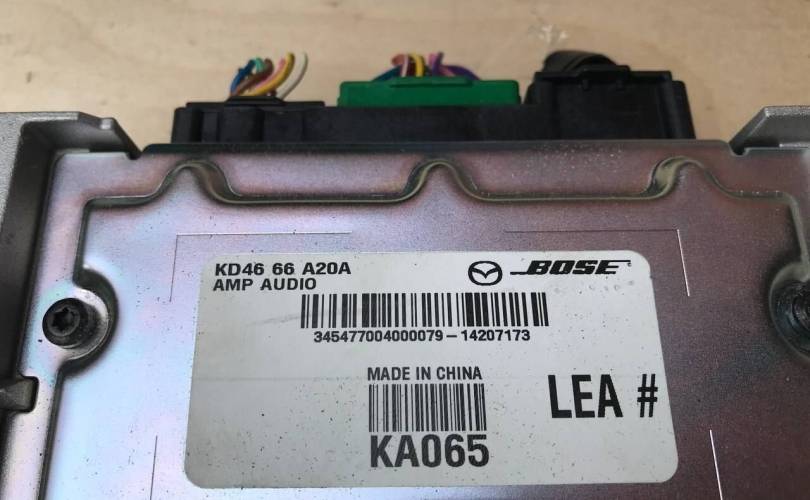 KD46 66 A20A
AMP AUDIO
BOSE
345477004000079-14207173
MADE IN CHINA
KA065
LEA #